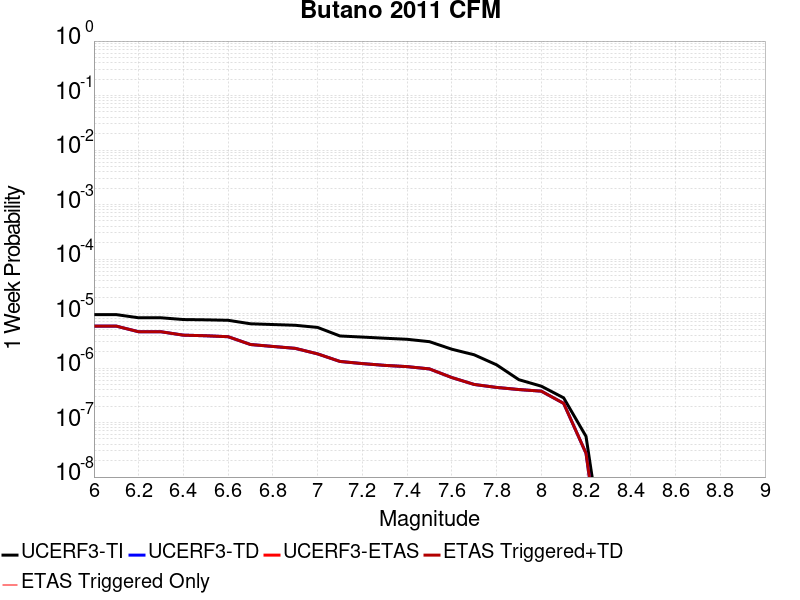 Butano 2011 CFM
1 Week Probability
10^0
10^-1
10^-2
10^-3
10^-4
10^-5
10^-6
10^-7
10^-8
6 6.2 6.4 6.6 6.8 7 7.2 7.4 7.6 7.8 8 8.2 8.4 8.6 8.8 9
Magnitude
UCERF3-TI UCERF3-TD UCERF3-ETAS ETAS Triggered+TD
ETAS Triggered Only